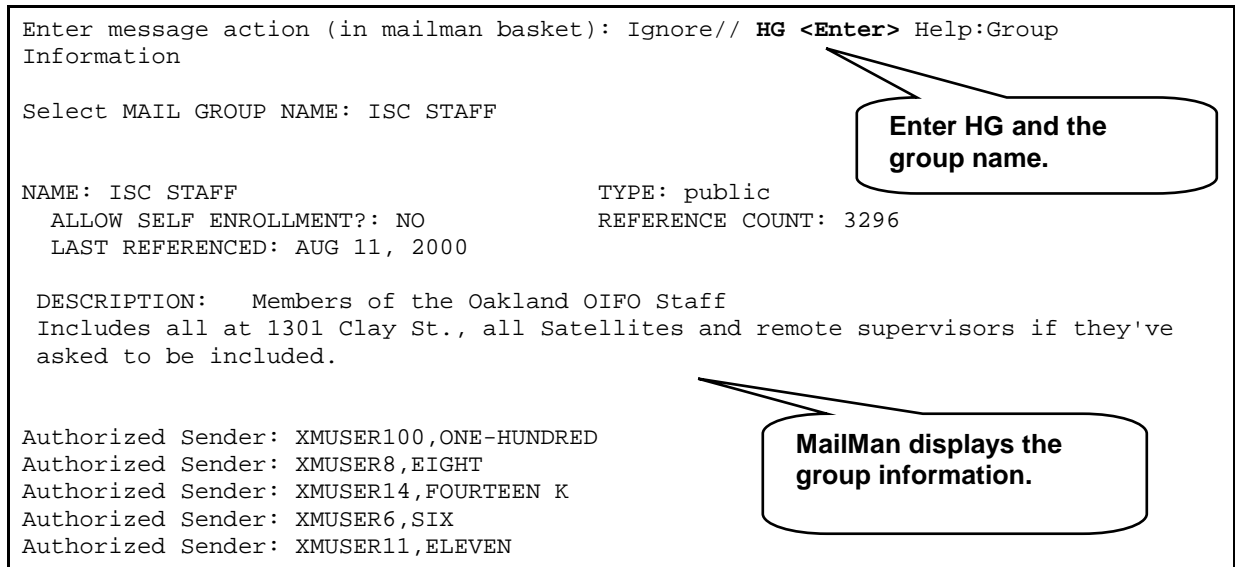 Enter message action (in mailman basket): Ignore// HG <Enter> Help:Group
Information
Select MAIL GROUP NAME: ISC STAFF
Enter HG and the
group name.
NAME: ISC STAFF TYPE: public
ALLOW SELF ENROLLMENT?: NO REFERENCE COUNT: 3296
LAST REFERENCED: AUG 11, 2000
DESCRIPTION: Members of the Oakland OIFO Staff
Includes all at 1301 Clay St., all Satellites and remote supervisors if they've
asked to be included.
MailMan displays the
group information.
Authorized Sender: XMUSER100,ONE-HUNDRED
Authorized Sender: XMUSER8,EIGHT
Authorized Sender: XMUSER14,FOURTEEN K
Authorized Sender: XMUSER6,SIX
Authorized Sender: XMUSER11,ELEVEN